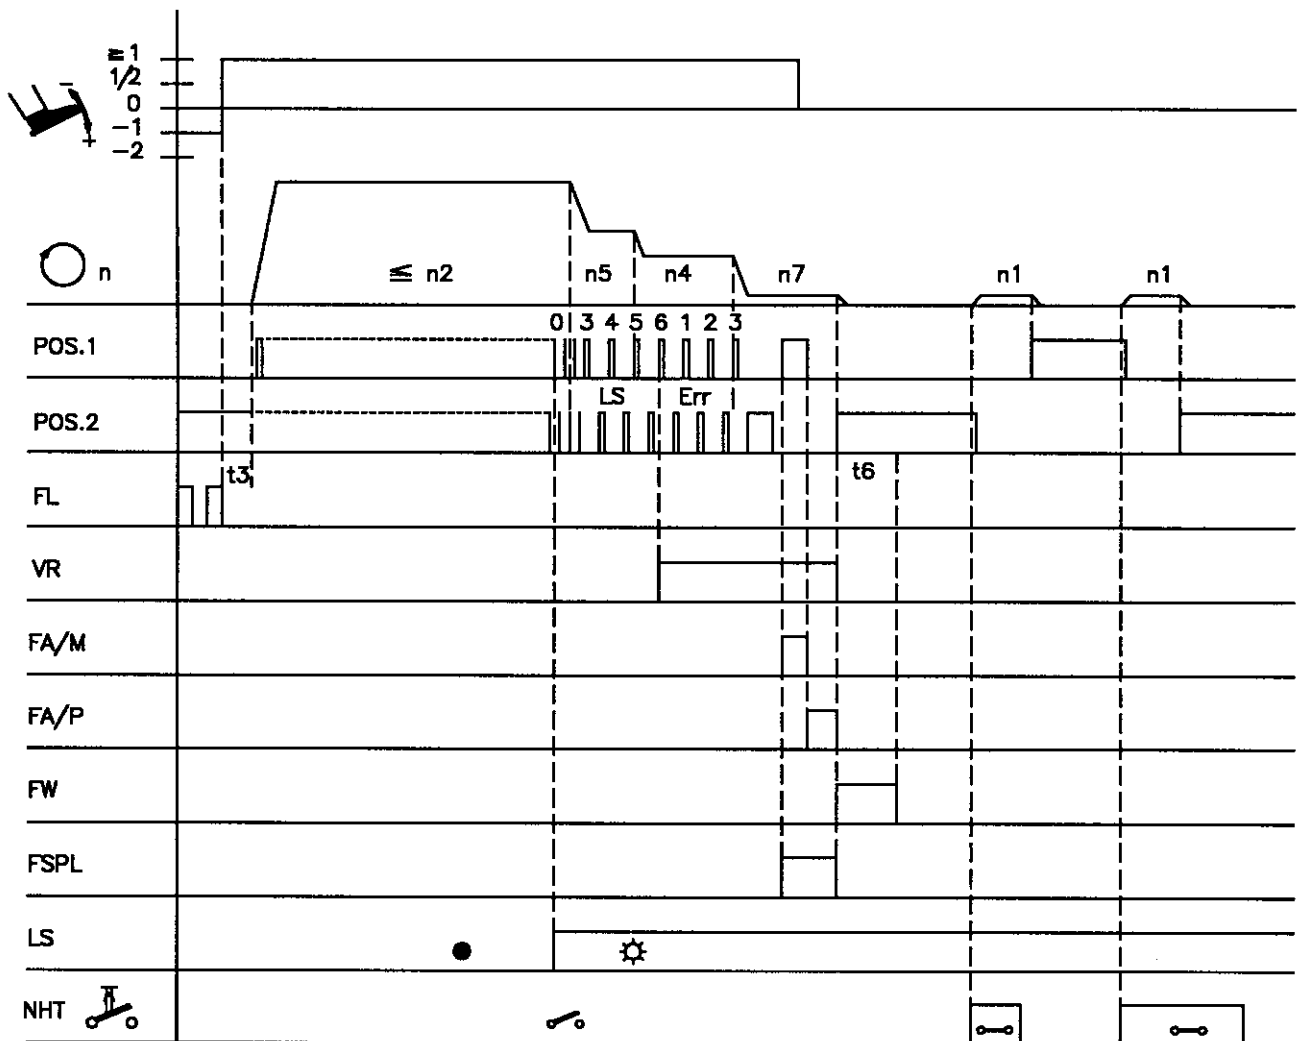 ≧ 1
1/2
0
−1
−2
−
+
n
≦ n2
n5
n4
n7
n1
n1
0 3 4 5 6 1 2 3
POS.1
LS Err
POS.2
t3
t6
FL
VR
FA/M
FA/P
FW
FSPL
LS
NHT